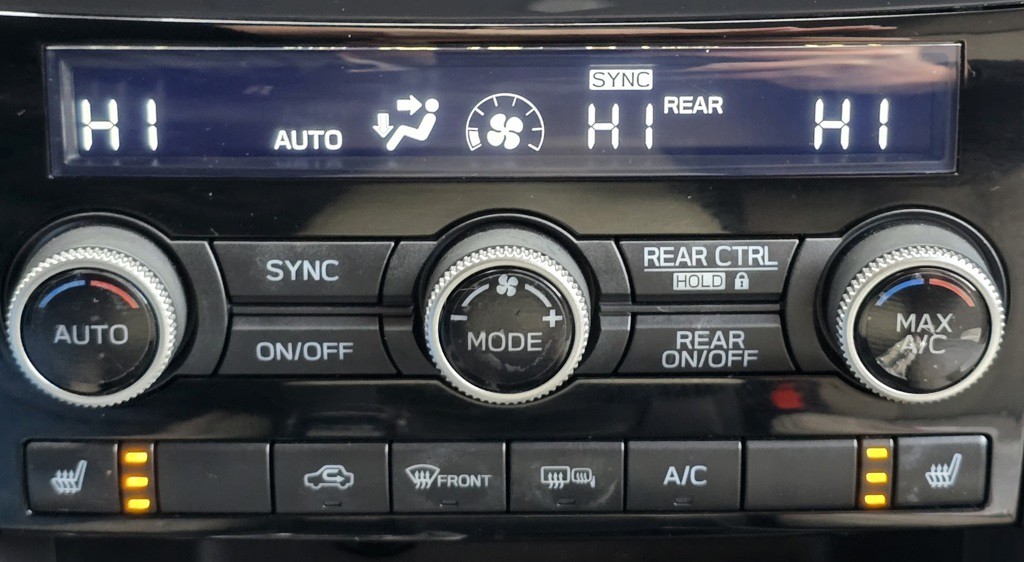 SYNC
HI AUTO HI REAR HI
SYNC
REAR CTRL
HOLD
AUTO
MODE
MAX
A/C
ON/OFF
REAR
ON/OFF
FRONT
A/C